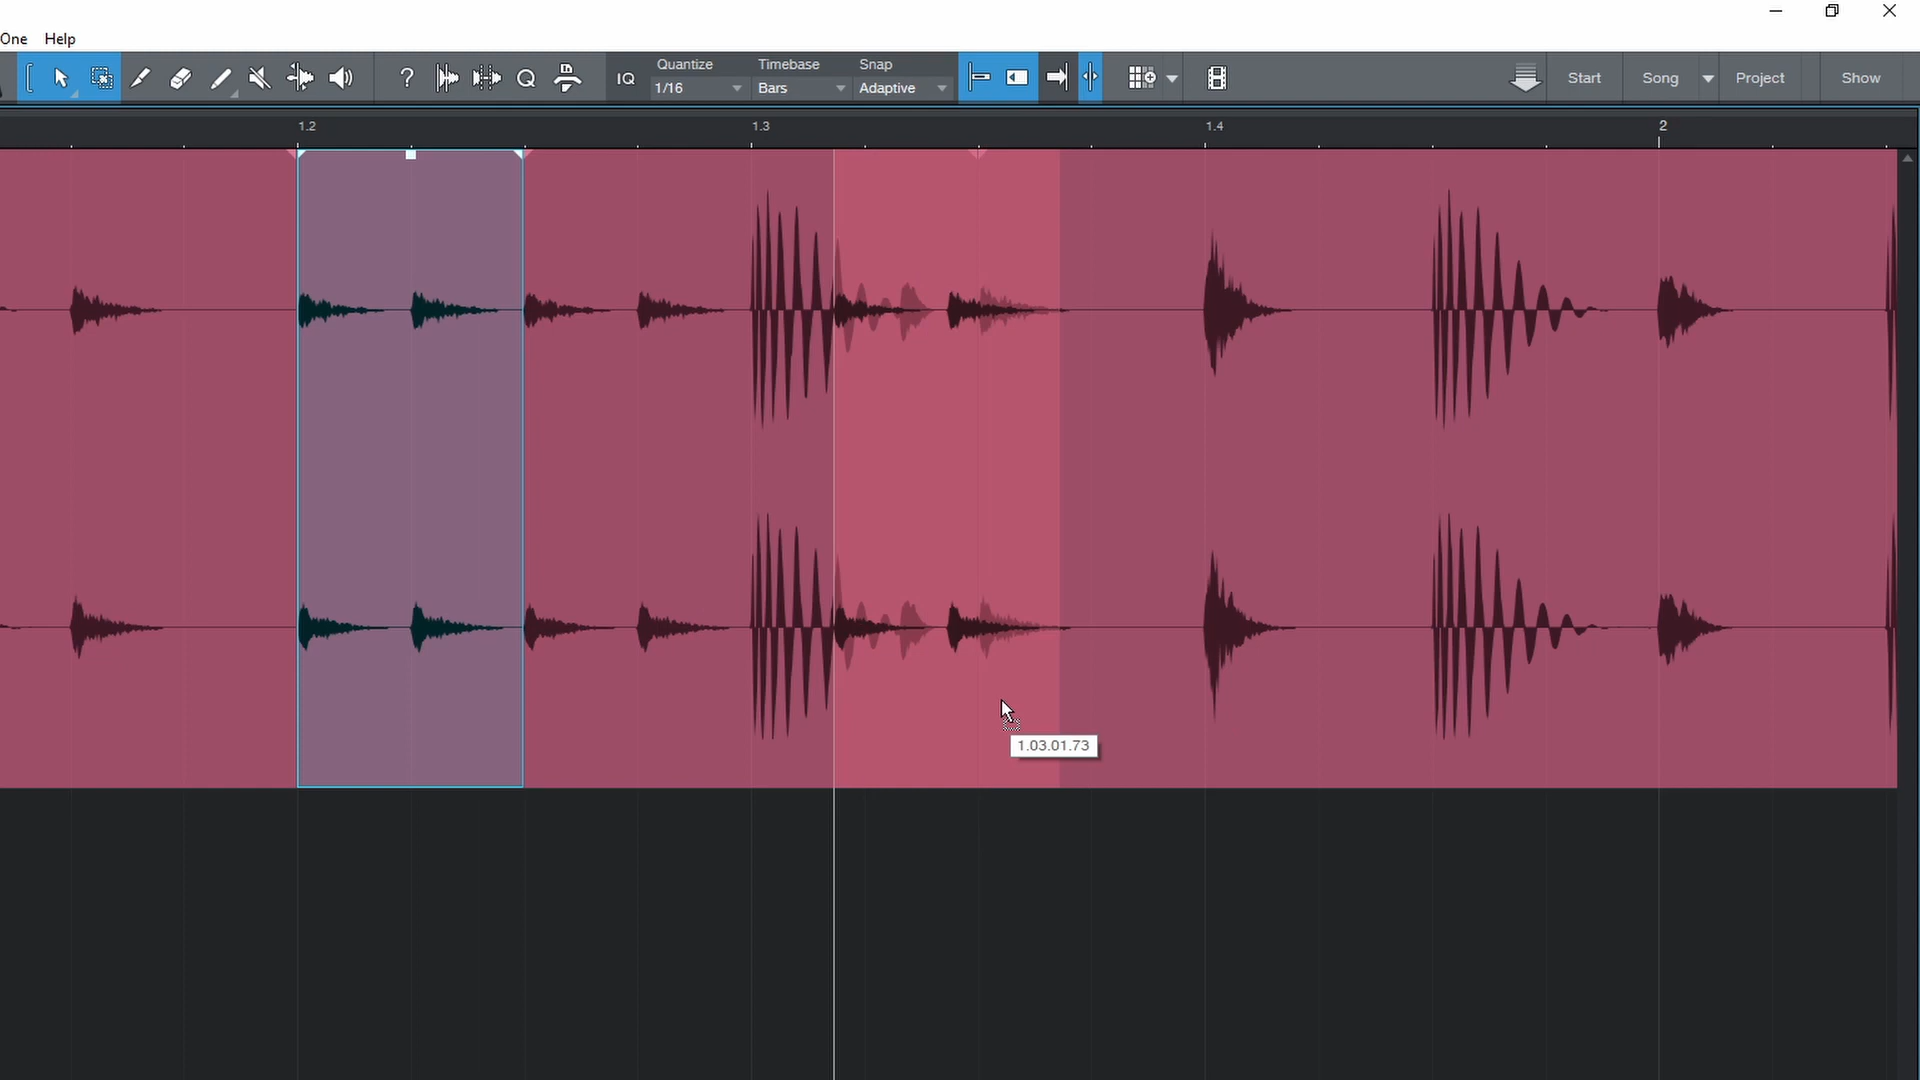 One Help
Quantize Timebase Snap
IQ 1/16 Bars Adaptive
Start Song Project Show
1.2 1.3 1.4 2
1.03.01.73